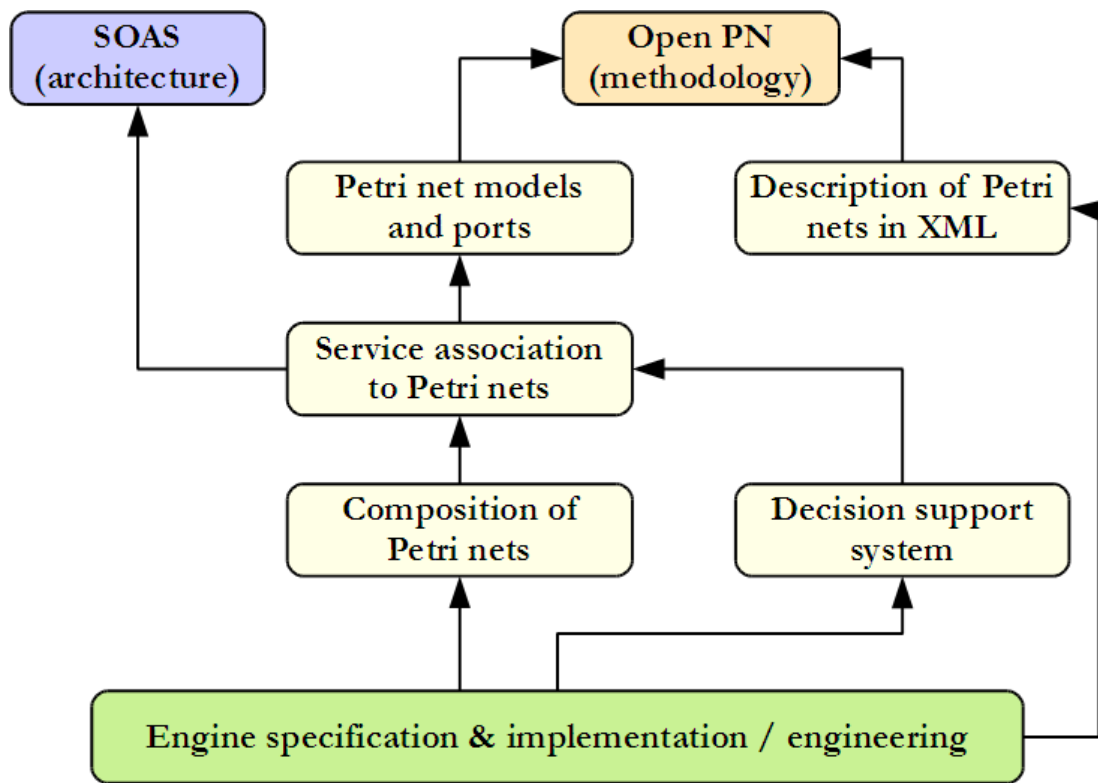 SOAS
(architecture)
Open PN
(methodology)
Petri net models
and ports
Description of Petri
nets in XML
Service association
to Petri nets
Composition of
Petri nets
Decision support
system
Engine specification & implementation / engineering